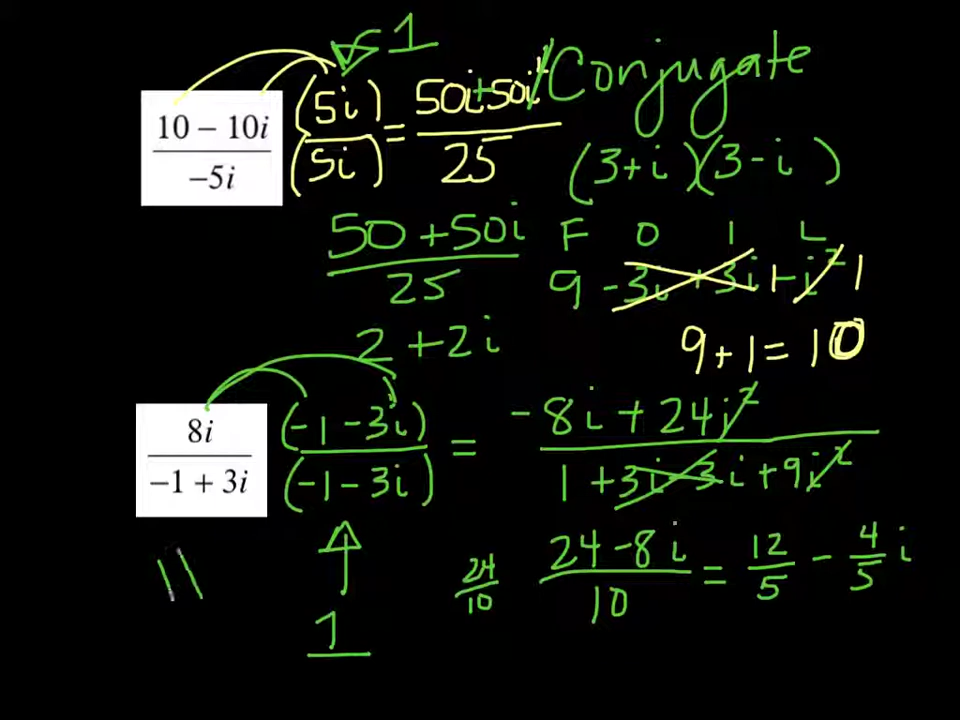 1
Conjugate
10 − 10i / −5i (5i)/(5i) = 50i+50i² / 25
(3+i)(3-i)
50 + 50i / 25
F O I L
9 - 3i + 3i + - i² 1
2 + 2i
9 + 1 = 10
8i / −1 + 3i (-1 -3i)/(-1 -3i) = -8i + 24i² / 1 + 3i - 3i + 9i²
24/10 24 - 8i / 10 = 12/5 - 4/5 i
1